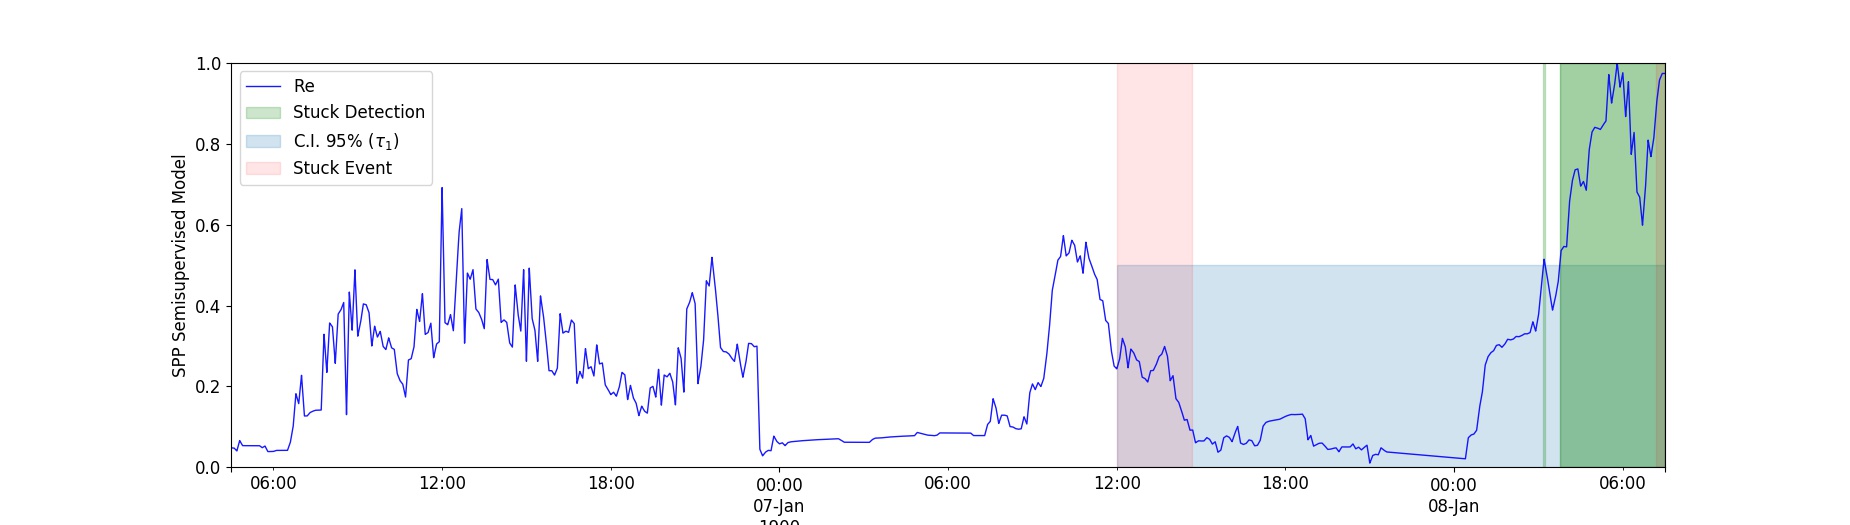 1.0
0.8
0.6
0.4
0.2
0.0
SPP Semisupervised Model
Re
Stuck Detection
C.I. 95% (τ₁)
Stuck Event
06:00 12:00 18:00 00:00 06:00 12:00 18:00 00:00 06:00
07-Jan 08-Jan
1900